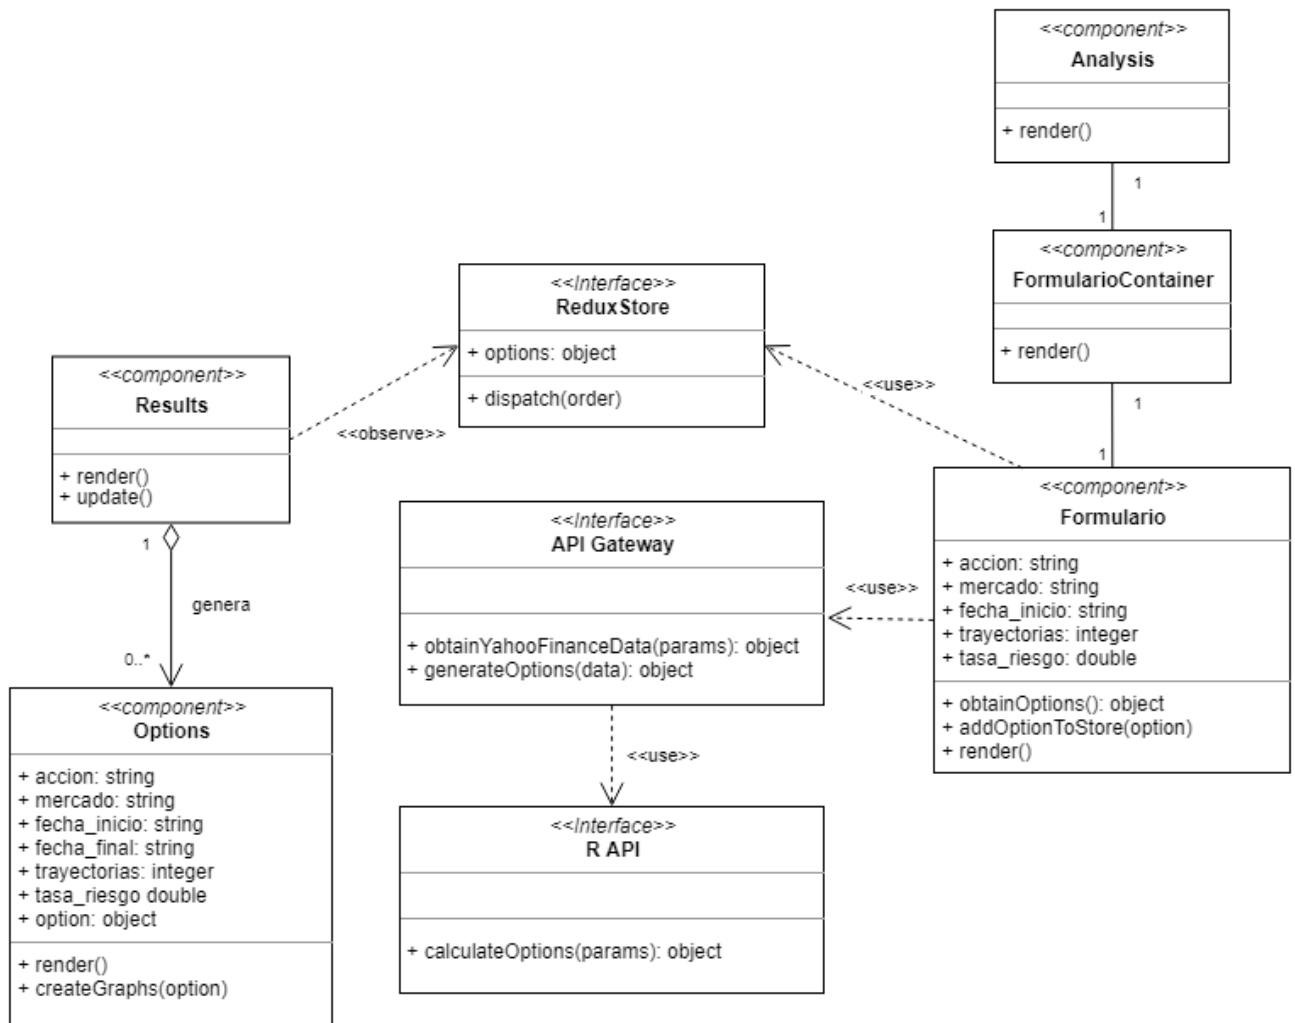 <<component>>
Analysis
+ render()
1
1
<<component>>
FormularioContainer
+ render()
1
1
<<Interface>>
ReduxStore
+ options: object
+ dispatch(order)
<<use>>
<<observe>>
<<component>>
Results
+ render()
+ update()
1
genera
0..*
<<Interface>>
API Gateway
+ obtainYahooFinanceData(params): object
+ generateOptions(data): object
<<use>>
<<component>>
Formulario
+ accion: string
+ mercado: string
+ fecha_inicio: string
+ trayectorias: integer
+ tasa_riesgo: double
+ obtainOptions(): object
+ addOptionToStore(option)
+ render()
<<use>>
<<component>>
Options
+ accion: string
+ mercado: string
+ fecha_inicio: string
+ fecha_final: string
+ trayectorias: integer
+ tasa_riesgo double
+ option: object
+ render()
+ createGraphs(option)
<<Interface>>
R API
+ calculateOptions(params): object